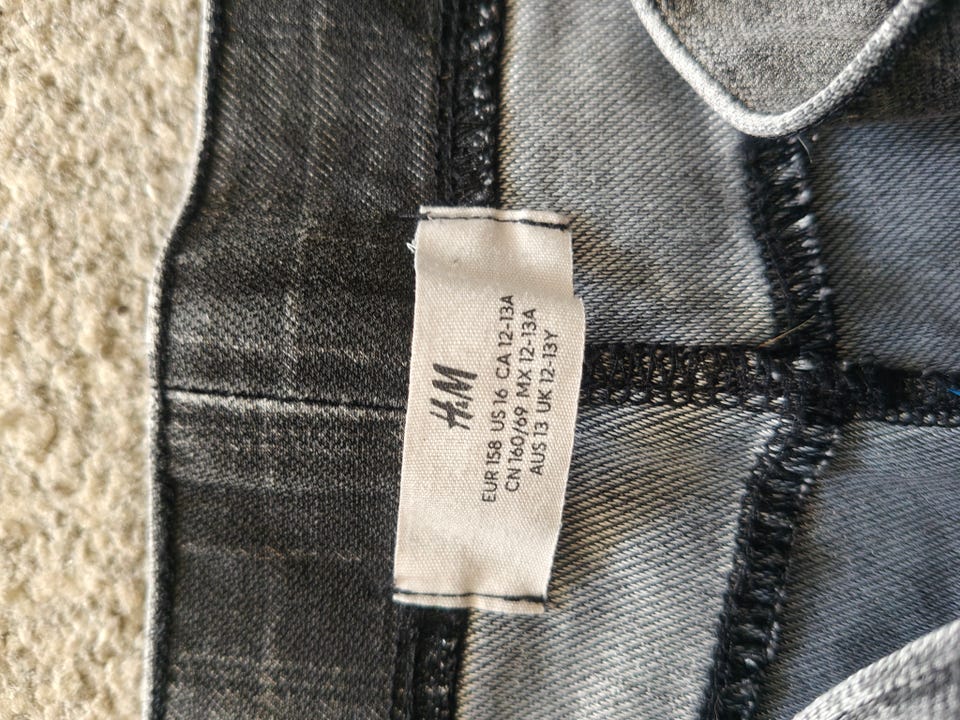 H&M
EUR 158 US 16 CA 12-13A
CN 160/69 MX 12-13A
AUS 13 UK 12-13Y